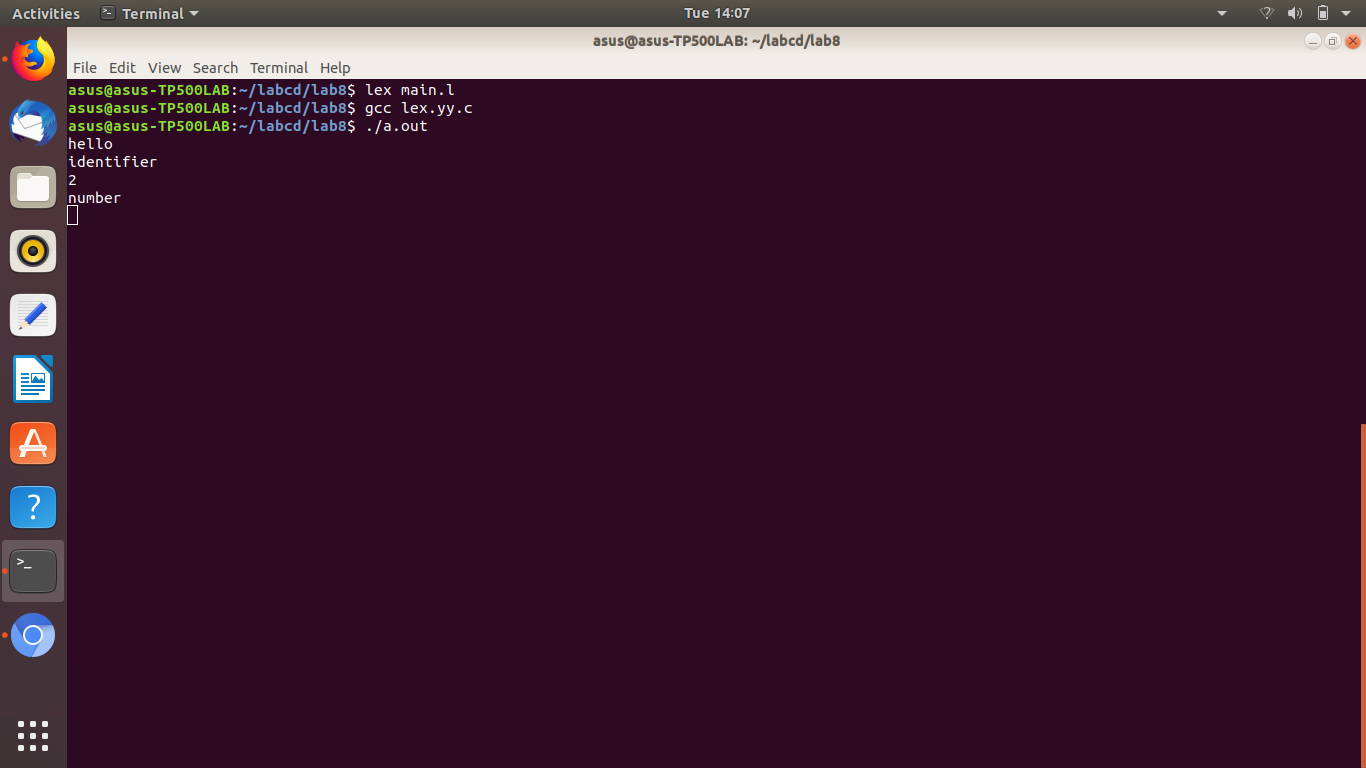 Activities Terminal Tue 14:07
asus@asus-TP500LAB: ~/labcd/lab8
File Edit View Search Terminal Help
asus@asus-TP500LAB:~/labcd/lab8$ lex main.l
asus@asus-TP500LAB:~/labcd/lab8$ gcc lex.yy.c
asus@asus-TP500LAB:~/labcd/lab8$ ./a.out
hello
identifier
2
number